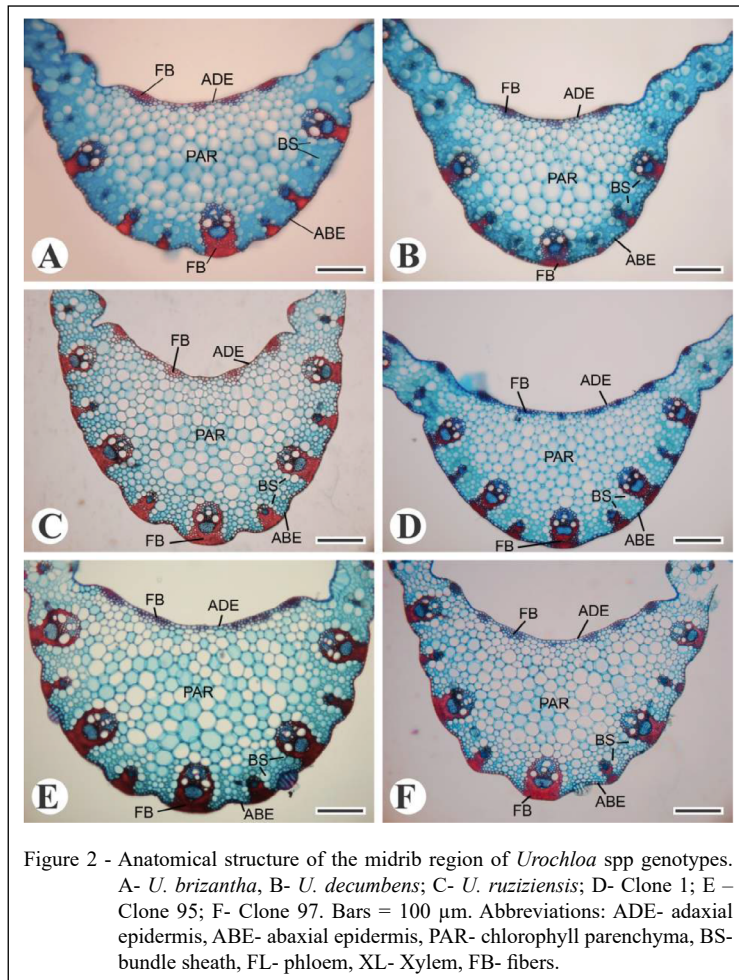 FB
ADE
BS
PAR
ABE
FB
A
FB
ADE
BS
PAR
ABE
FB
B
FB
ADE
PAR
BS
FB
ABE
C
FB
ADE
PAR
BS
ABE
FB
D
FB
ADE
PAR
BS
ABE
FB
E
FB
ADE
PAR
BS
ABE
FB
F
Figure 2 - Anatomical structure of the midrib region of Urochloa spp genotypes.
A- U. brizantha, B- U. decumbens; C- U. ruziziensis; D- Clone 1; E –
Clone 95; F- Clone 97. Bars = 100 µm. Abbreviations: ADE- adaxial
epidermis, ABE- abaxial epidermis, PAR- chlorophyll parenchyma, BS-
bundle sheath, FL- phloem, XL- Xylem, FB- fibers.